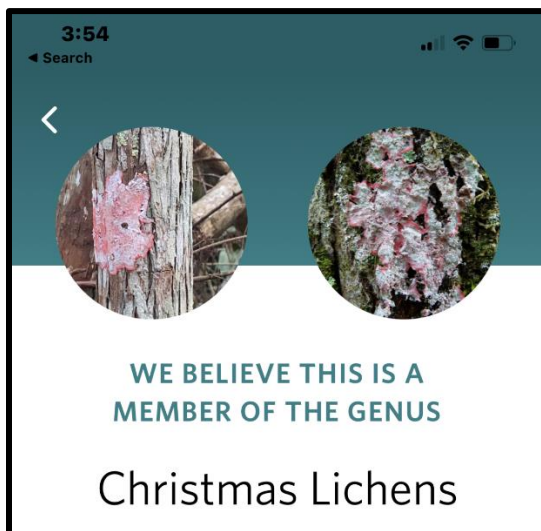 3:54
◀ Search
WE BELIEVE THIS IS A
MEMBER OF THE GENUS
Christmas Lichens